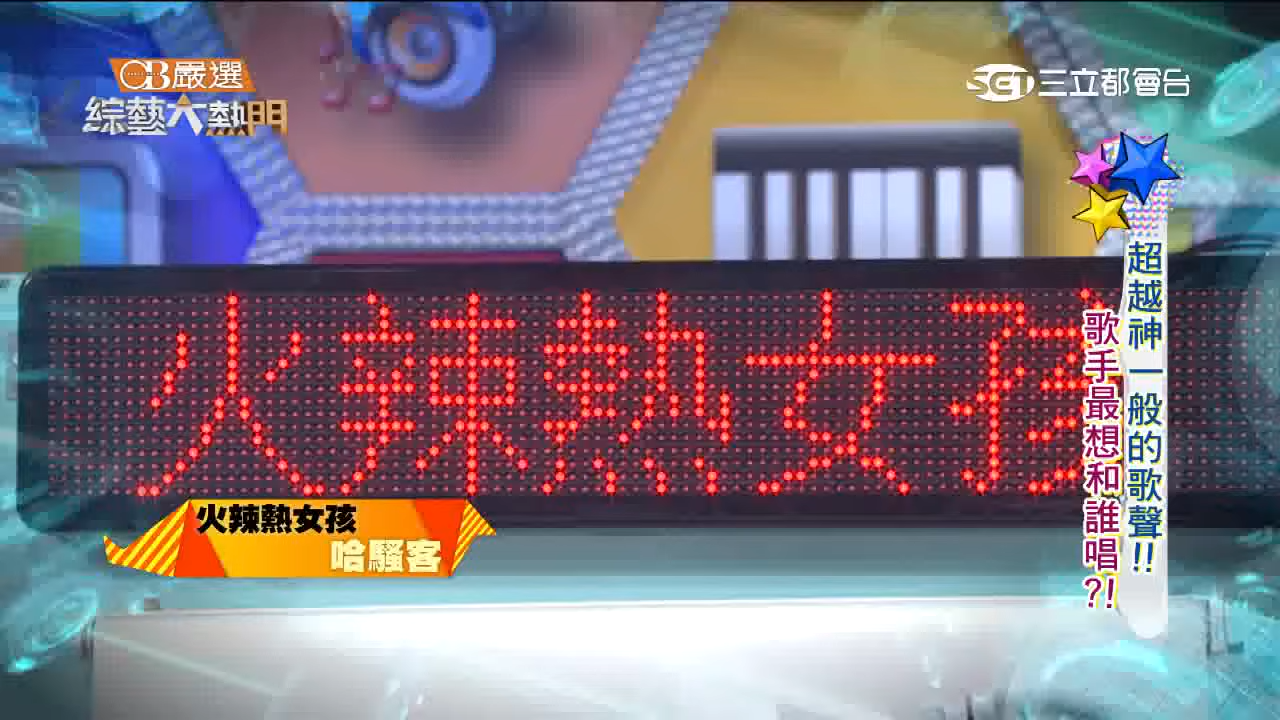 CB嚴選
綜藝大熱門
SET三立都會台
超越神一般的歌聲!!
歌手最想和誰唱?!
火辣熱女孩
火辣熱女孩
哈騷客